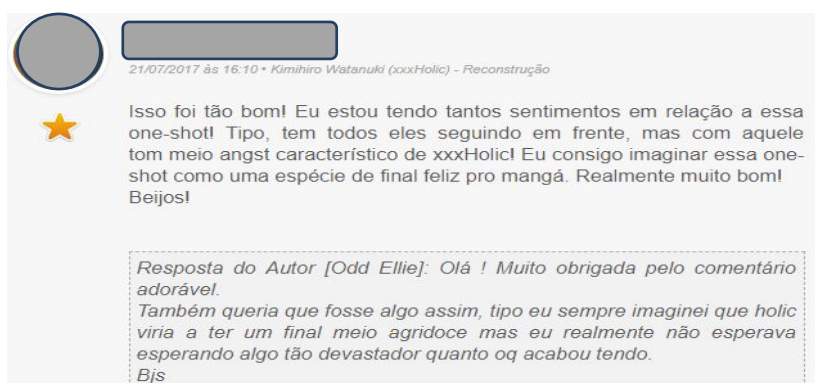 21/07/2017 às 16:10 • Kimihiro Watanuki (xxxHolic) - Reconstrução
Isso foi tão bom! Eu estou tendo tantos sentimentos em relação a essa
one-shot! Tipo, tem todos eles seguindo em frente, mas com aquele
tom meio angst característico de xxxHolic! Eu consigo imaginar essa one-
shot como uma espécie de final feliz pro mangá. Realmente muito bom!
Beijos!
Resposta do Autor [Odd Ellie]: Olá ! Muito obrigada pelo comentário
adorável.
Também queria que fosse algo assim, tipo eu sempre imaginei que holic
viria a ter um final meio agridoce mas eu realmente não esperava
esperando algo tão devastador quanto oq acabou tendo.
Bjs